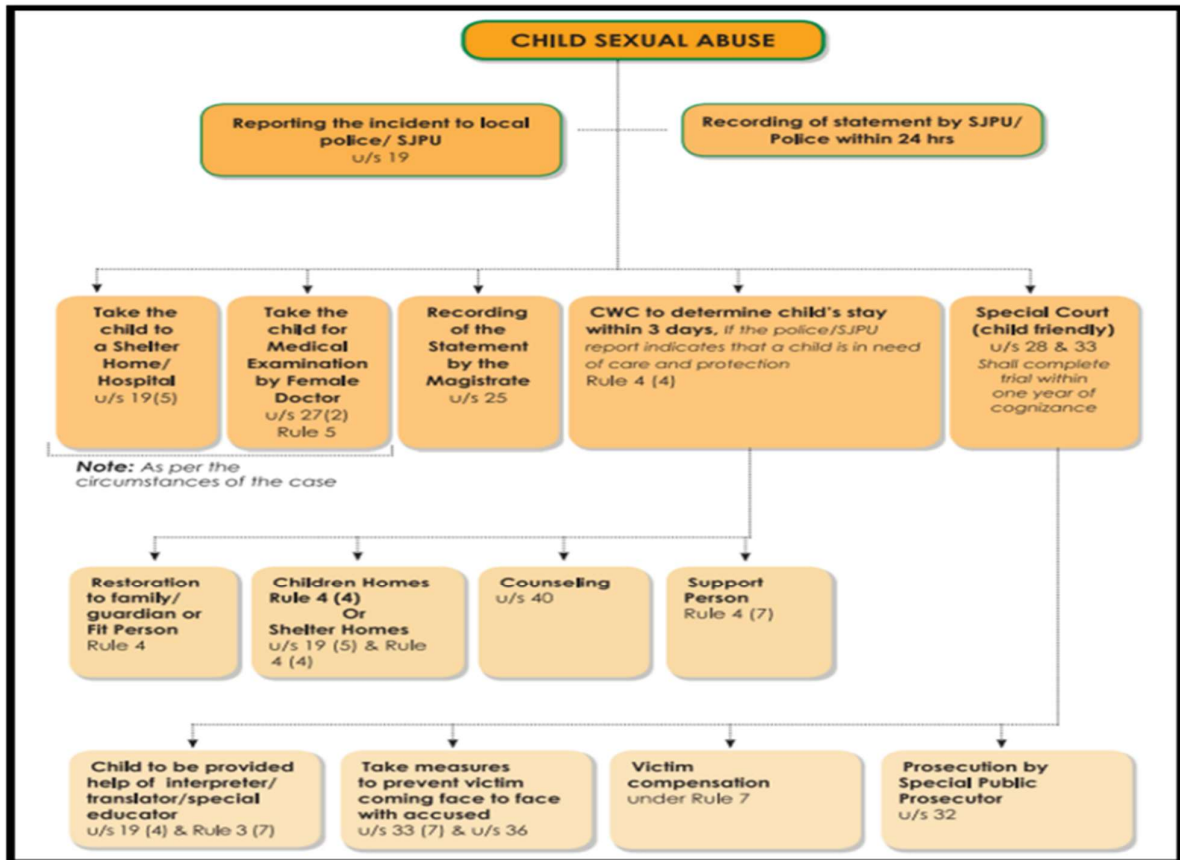 CHILD SEXUAL ABUSE
Reporting the incident to local
police/ SJPU
u/s 19
Recording of statement by SJPU/
Police within 24 hrs
Take the
child to
a Shelter
Home/
Hospital
u/s 19(5)
Take the
child for
Medical
Examination
by Female
Doctor
u/s 27(2)
Rule 5
Recording
of the
Statement
by the
Magistrate
u/s 25
CWC to determine child's stay
within 3 days, If the police/SJPU
report indicates that a child is in need
of care and protection
Rule 4 (4)
Special Court
(child friendly)
u/s 28 & 33
Shall complete
trial within
one year of
cognizance
Note: As per the
circumstances of the case
Restoration
to family/
guardian or
Fit Person
Rule 4
Children Homes
Rule 4 (4)
Or
Shelter Homes
u/s 19 (5) & Rule
4 (4)
Counseling
u/s 40
Support
Person
Rule 4 (7)
Child to be provided
help of interpreter/
translator/special
educator
u/s 19 (4) & Rule 3 (7)
Take measures
to prevent victim
coming face to face
with accused
u/s 33 (7) & u/s 36
Victim
compensation
under Rule 7
Prosecution by
Special Public
Prosecutor
u/s 32